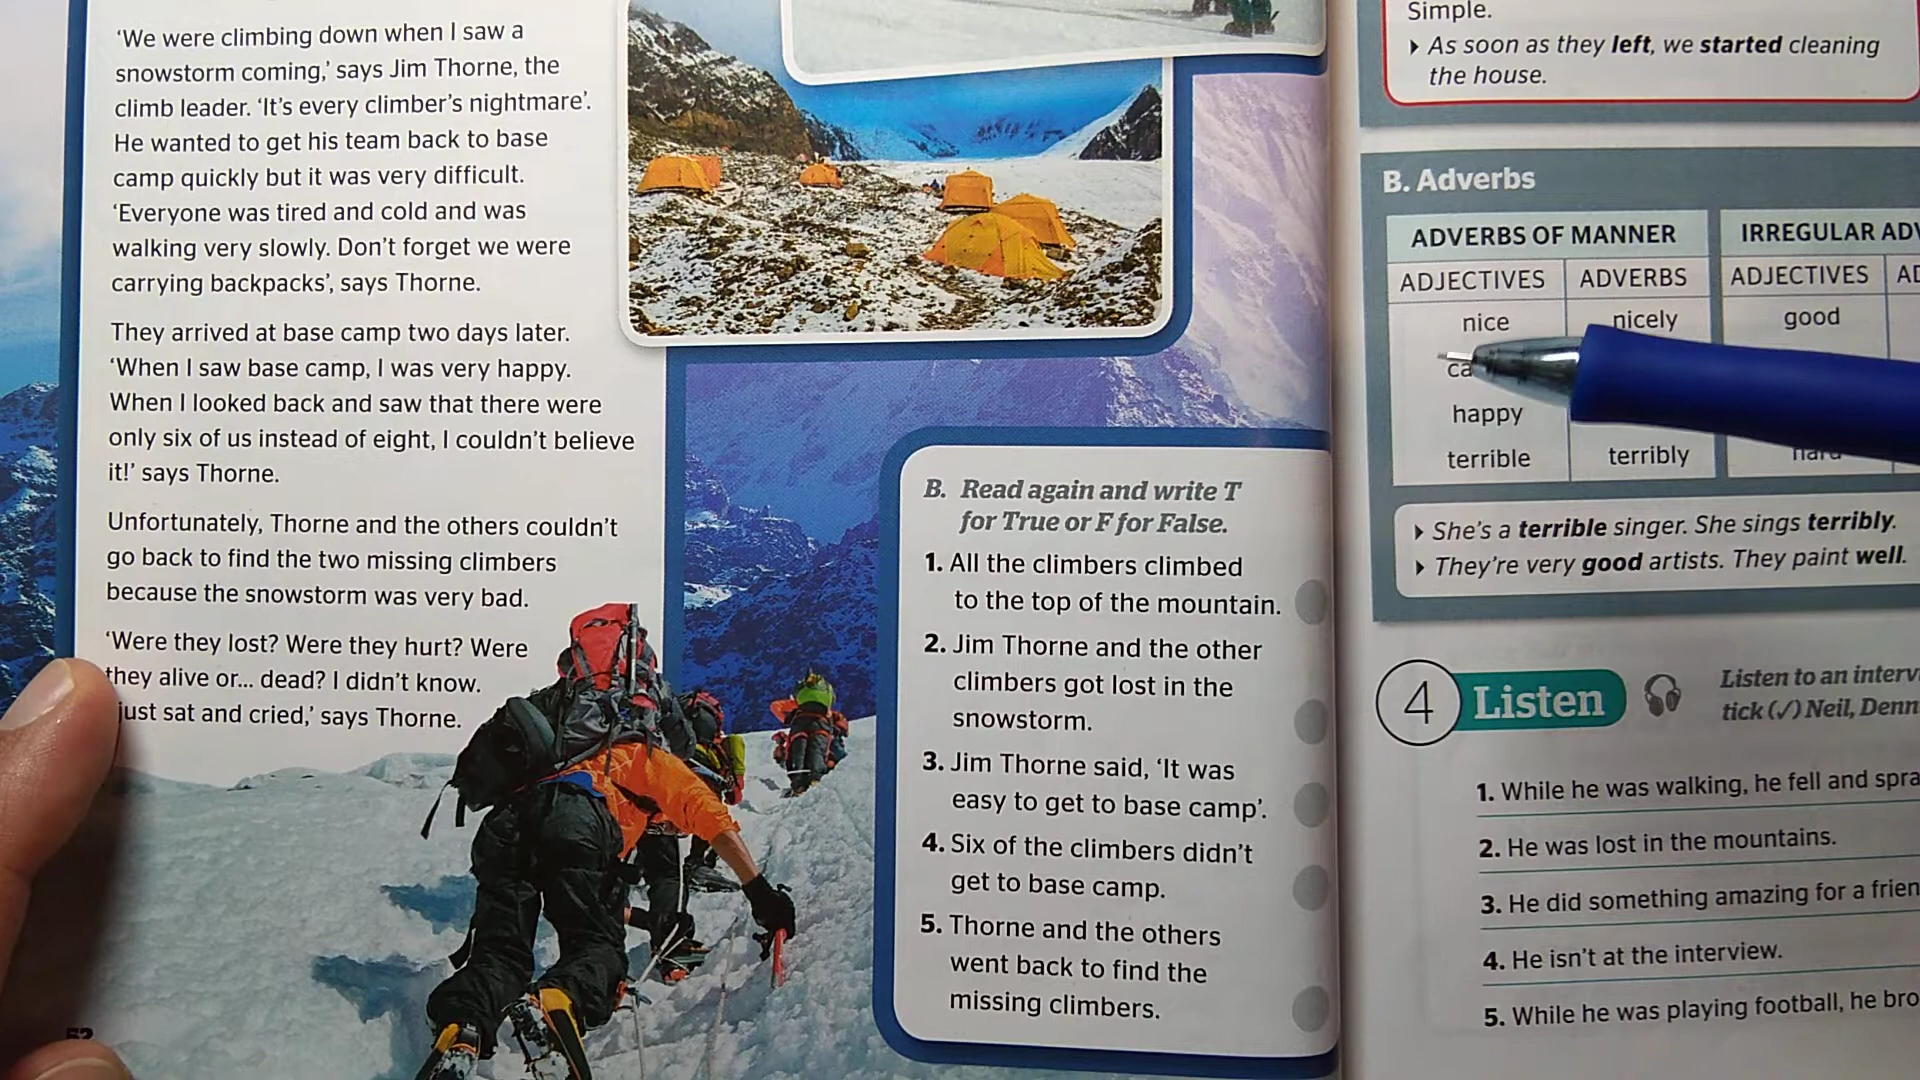 ‘We were climbing down when I saw a
snowstorm coming,’ says Jim Thorne, the
climb leader. ‘It’s every climber’s nightmare’.
He wanted to get his team back to base
camp quickly but it was very difficult.
‘Everyone was tired and cold and was
walking very slowly. Don’t forget we were
carrying backpacks’, says Thorne.
They arrived at base camp two days later.
‘When I saw base camp, I was very happy.
When I looked back and saw that there were
only six of us instead of eight, I couldn’t believe
it!’ says Thorne.
Unfortunately, Thorne and the others couldn’t
go back to find the two missing climbers
because the snowstorm was very bad.
‘Were they lost? Were they hurt? Were
they alive or... dead? I didn’t know.
just sat and cried,’ says Thorne.
B. Read again and write T
for True or F for False.
1. All the climbers climbed
to the top of the mountain.
2. Jim Thorne and the other
climbers got lost in the
snowstorm.
3. Jim Thorne said, ‘It was
easy to get to base camp’.
4. Six of the climbers didn’t
get to base camp.
5. Thorne and the others
went back to find the
missing climbers.
Simple.
As soon as they left, we started cleaning
the house.
B. Adverbs
ADVERBS OF MANNER
IRREGULAR
ADJECTIVES ADVERBS
ADJECTIVES
nice nicely
good
happy
terrible terribly
She’s a terrible singer. She sings terribly.
They’re very good artists. They paint well.
4 Listen
Listen to an
tick (✓) Neil,
1. While he was walking, he fell and
2. He was lost in the mountains.
3. He did something amazing for a
4. He isn’t at the interview.
5. While he was playing football, he